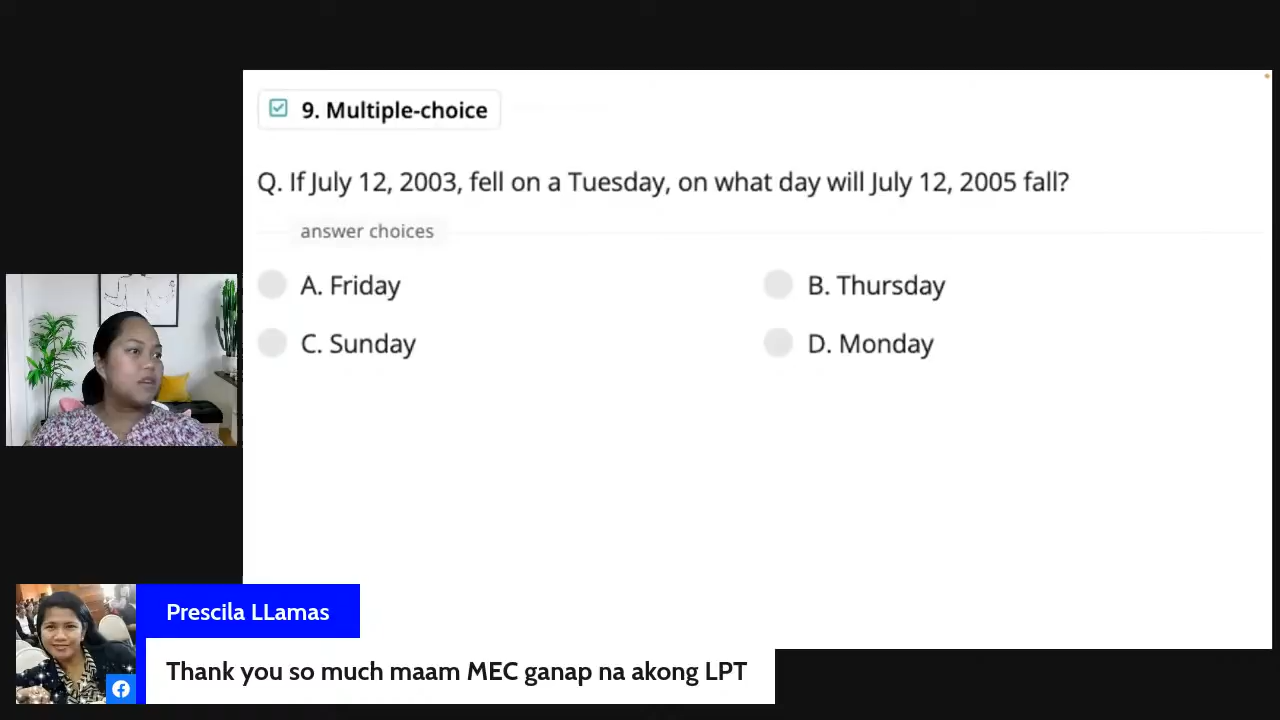 9. Multiple-choice
Q. If July 12, 2003, fell on a Tuesday, on what day will July 12, 2005 fall?
answer choices
A. Friday
B. Thursday
C. Sunday
D. Monday
Prescila LLamas
Thank you so much maam MEC ganap na akong LPT